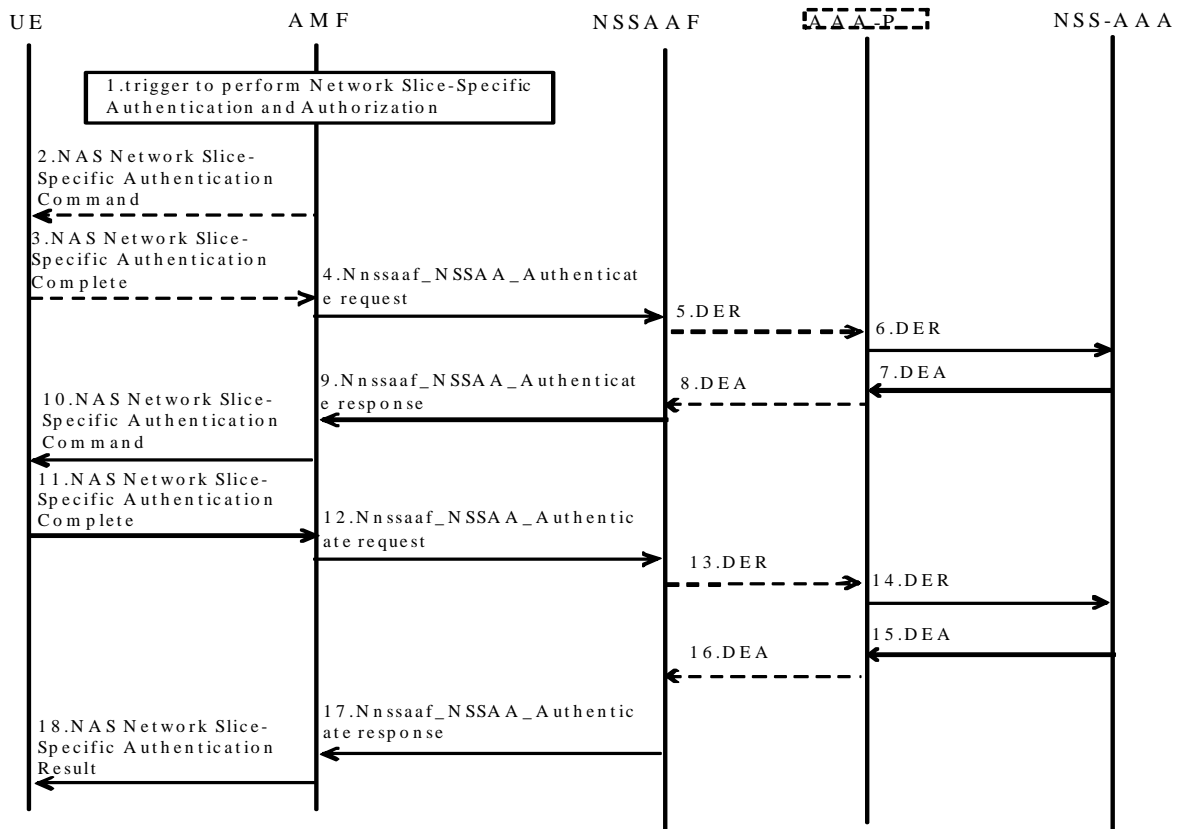 UE
AMF
NSSAAF
AAA-P
NSS-AAA
1.trigger to perform Network Slice-Specific
Authentication and Authorization
2.NAS Network Slice-
Specific Authentication
Command
3.NAS Network Slice-
Specific Authentication
Complete
4.Nnssaaf_NSSAA_Authenticat
e request
5.DER
6.DER
7.DEA
8.DEA
9.Nnssaaf_NSSAA_Authenticat
e response
10.NAS Network Slice-
Specific Authentication
Command
11.NAS Network Slice-
Specific Authentication
Complete
12.Nnssaaf_NSSAA_Authentic
ate request
13.DER
14.DER
15.DEA
16.DEA
17.Nnssaaf_NSSAA_Authentic
ate response
18.NAS Network Slice-
Specific Authentication
Result